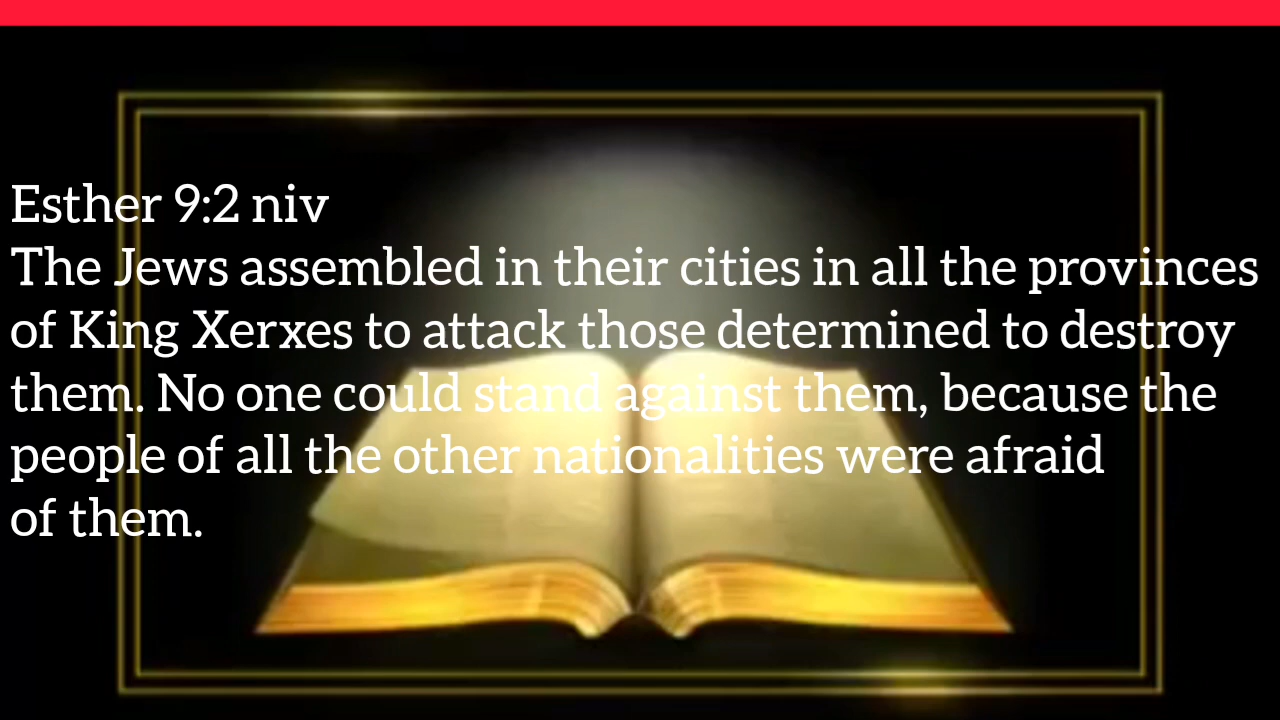 Esther 9:2 niv
The Jews assembled in their cities in all the provinces
of King Xerxes to attack those determined to destroy
them. No one could stand against them, because the
people of all the other nationalities were afraid
of them.